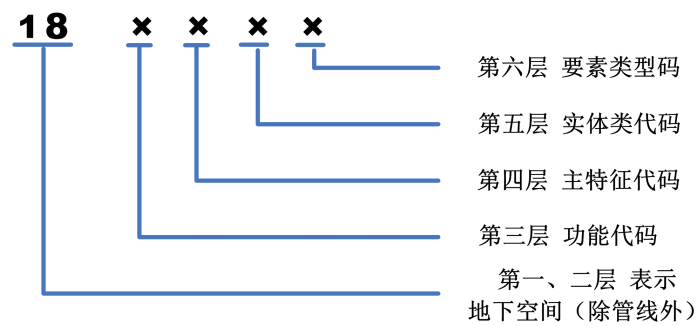 18 × × × ×
第六层 要素类型码
第五层 实体类代码
第四层 主特征代码
第三层 功能代码
第一、二层 表示
地下空间（除管线外）